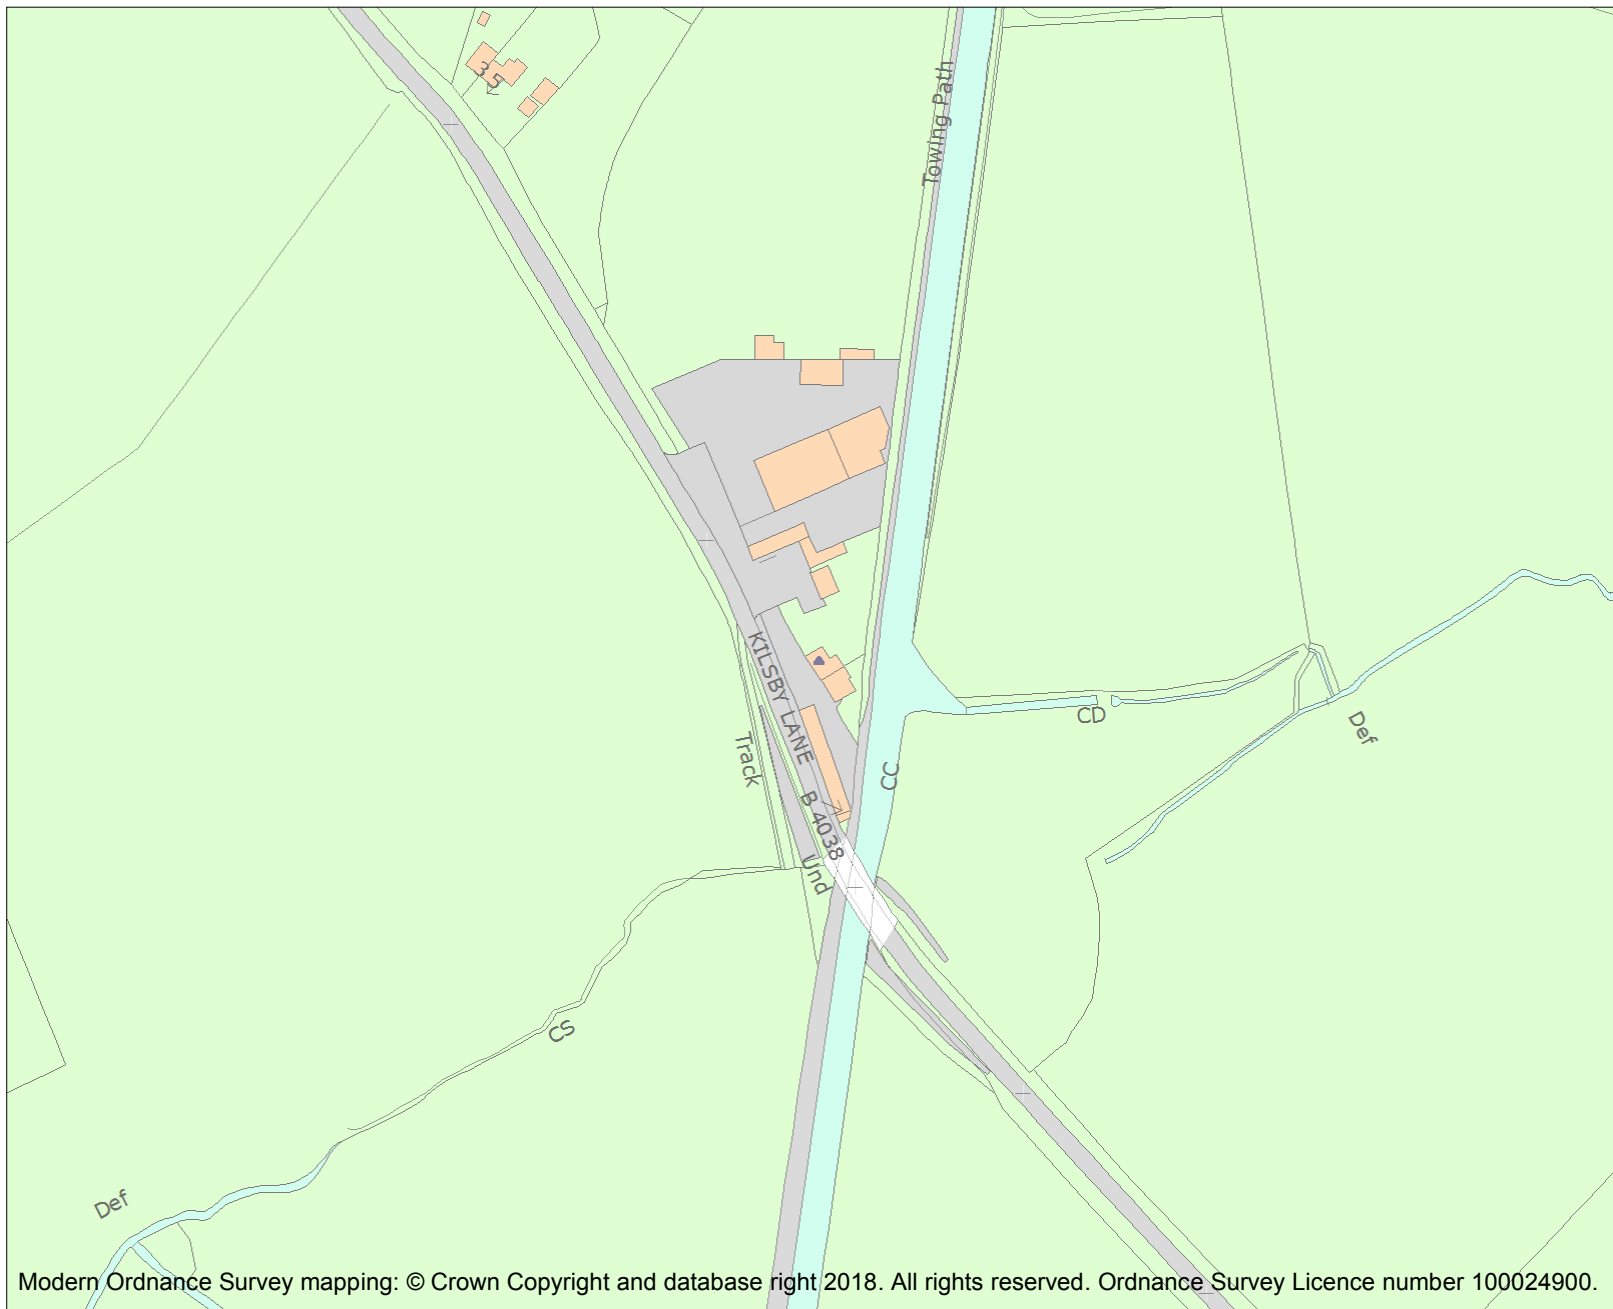 35
Towing Path
KILSBY LANE
B 4038
Track
Und
CC
CD
Def
CS
Def
Modern Ordnance Survey mapping: © Crown Copyright and database right 2018. All rights reserved. Ordnance Survey Licence number 100024900.